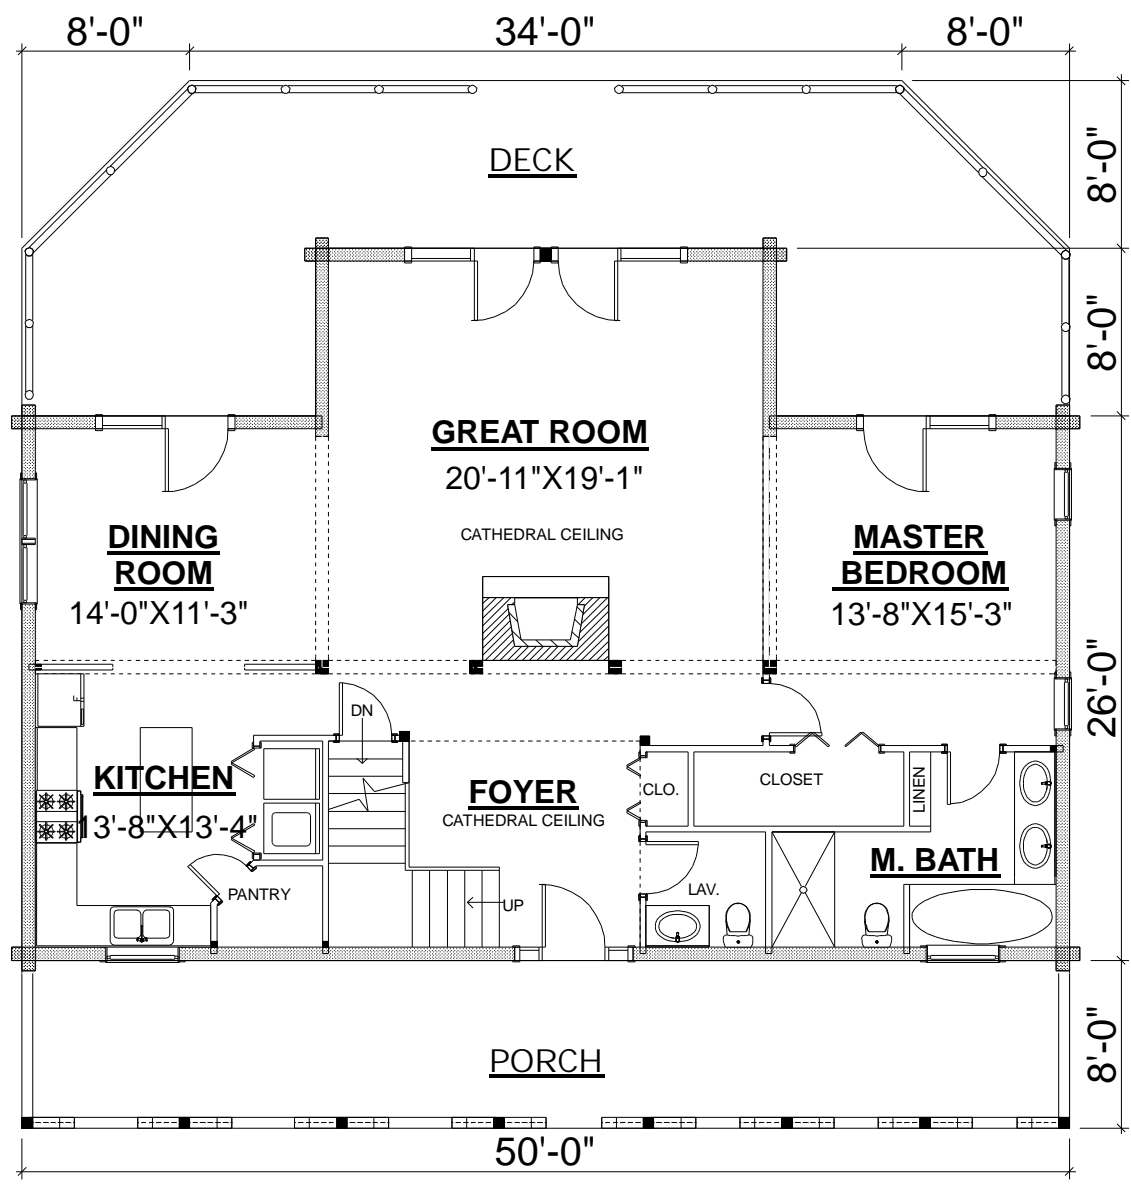 8'-0"
34'-0"
8'-0"
DECK
8'-0"
8'-0"
GREAT ROOM
20'-11"X19'-1"
CATHEDRAL CEILING
DINING
ROOM
14'-0"X11'-3"
MASTER
BEDROOM
13'-8"X15'-3"
26'-0"
F
DN
KITCHEN
13'-8"X13'-4"
FOYER
CATHEDRAL CEILING
CLO.
CLOSET
LINEN
M. BATH
PANTRY
UP
LAV.
PORCH
8'-0"
50'-0"